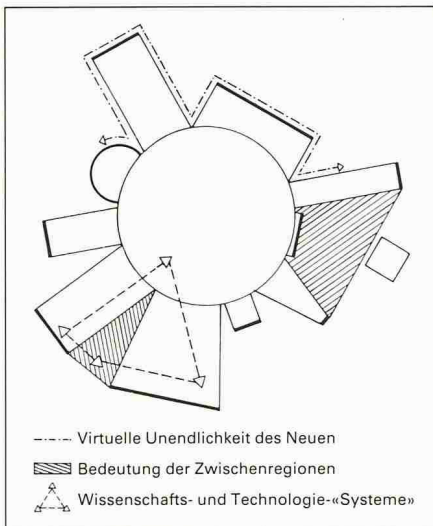 Virtuelle Unendlichkeit des Neuen
Bedeutung der Zwischenregionen
Wissenschafts- und Technologie-«Systeme»